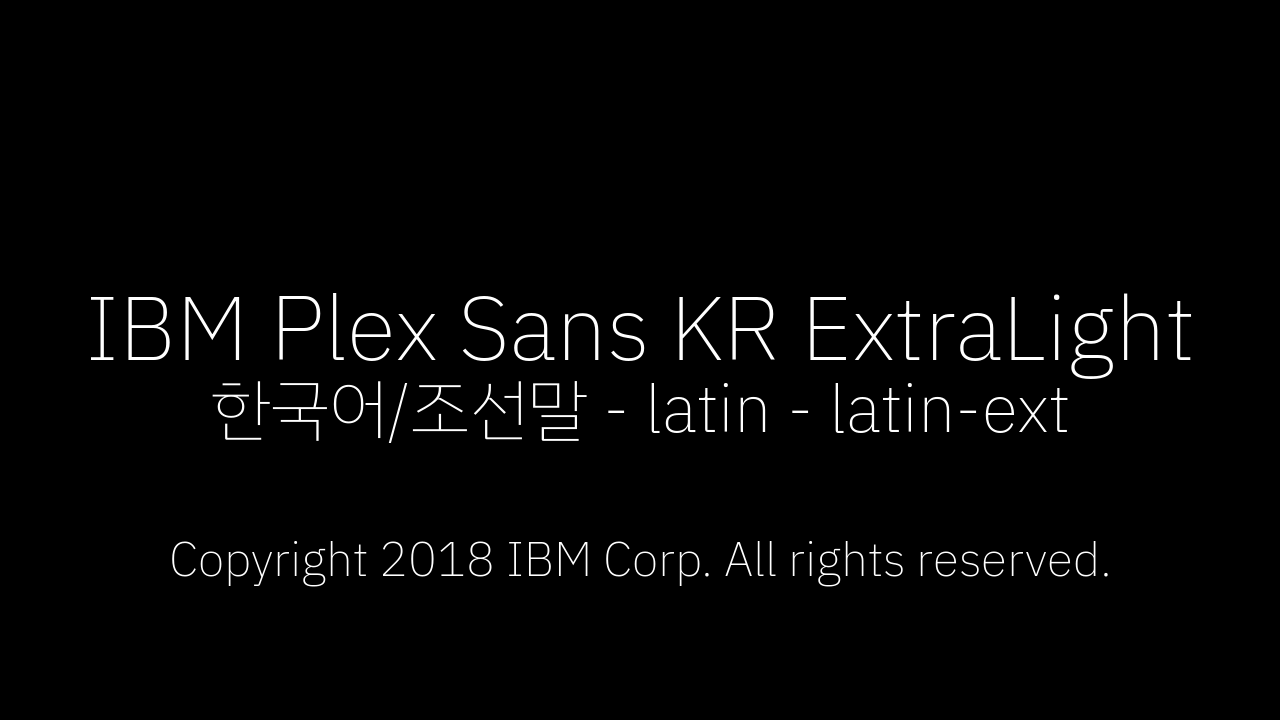 IBM Plex Sans KR ExtraLight
한국어/조선말 - latin - latin-ext
Copyright 2018 IBM Corp. All rights reserved.